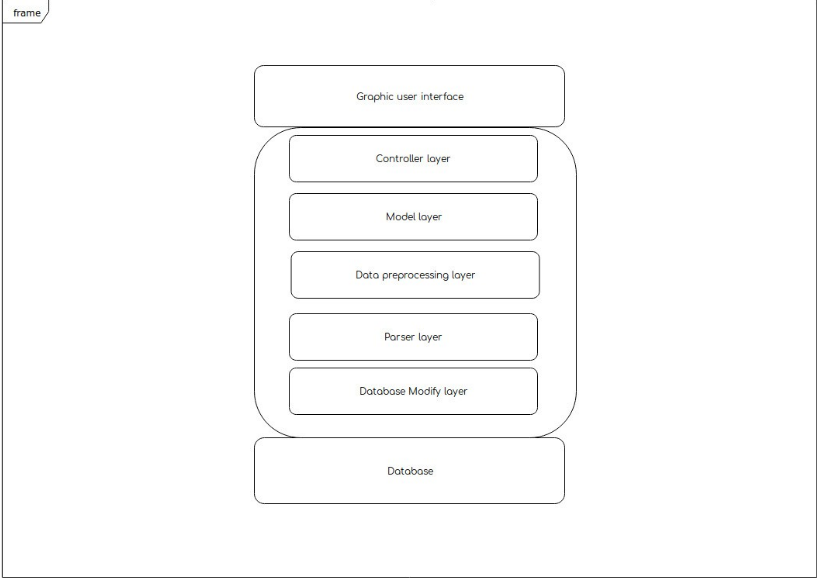 frame
Graphic user interface
Controller layer
Model layer
Data preprocessing layer
Parser layer
Database Modify layer
Database